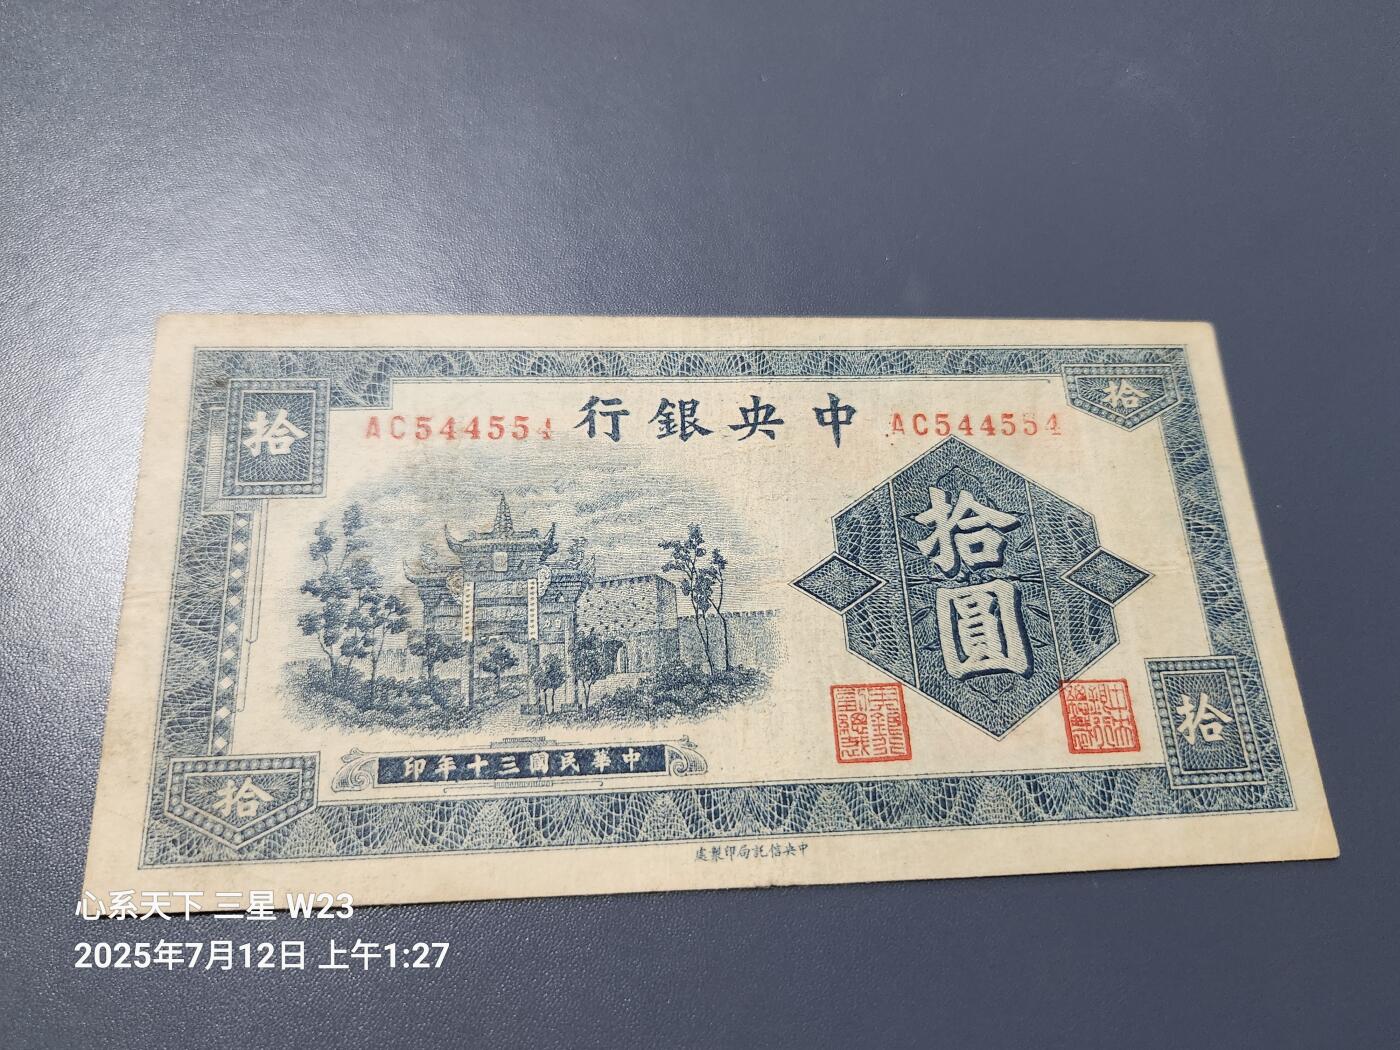 行銀央中
AC544554
AC544554
拾
拾
拾圓
拾
拾
印年十三國民華中
處製印局託信央中
心系天下 三星 W23
2025年7月12日 上午1:27